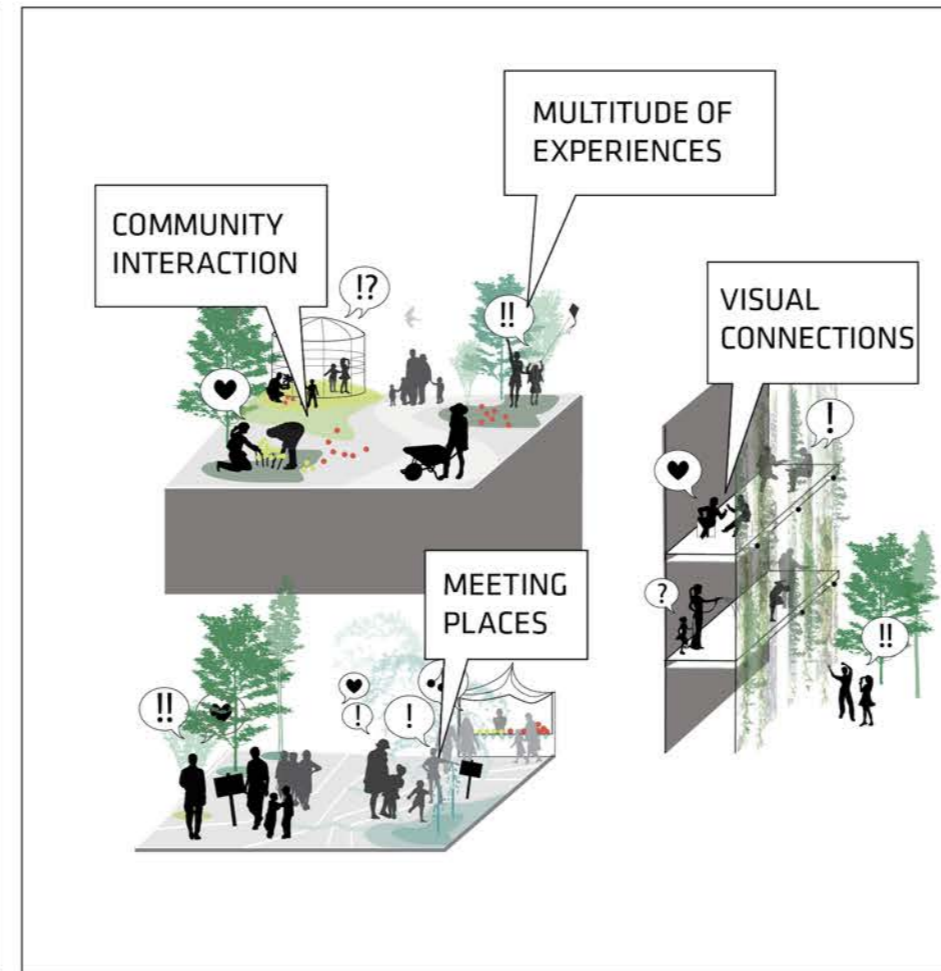 MULTITUDE OF
EXPERIENCES
COMMUNITY
INTERACTION
!?
!!
VISUAL
CONNECTIONS
!
?
MEETING
PLACES
!!
!!
!
!